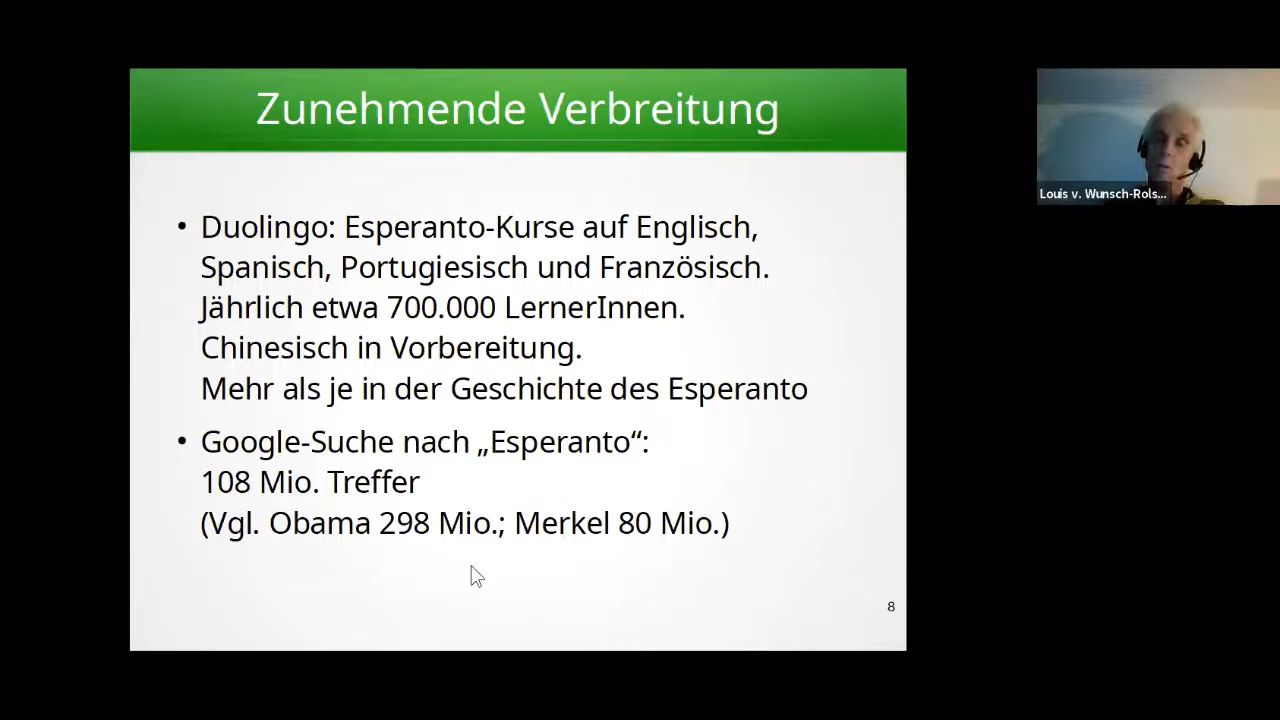 Zunehmende Verbreitung
• Duolingo: Esperanto-Kurse auf Englisch,
Spanisch, Portugiesisch und Französisch.
Jährlich etwa 700.000 LernerInnen.
Chinesisch in Vorbereitung.
Mehr als je in der Geschichte des Esperanto
• Google-Suche nach „Esperanto“:
108 Mio. Treffer
(Vgl. Obama 298 Mio.; Merkel 80 Mio.)
8
Louis v. Wunsch-Rols...